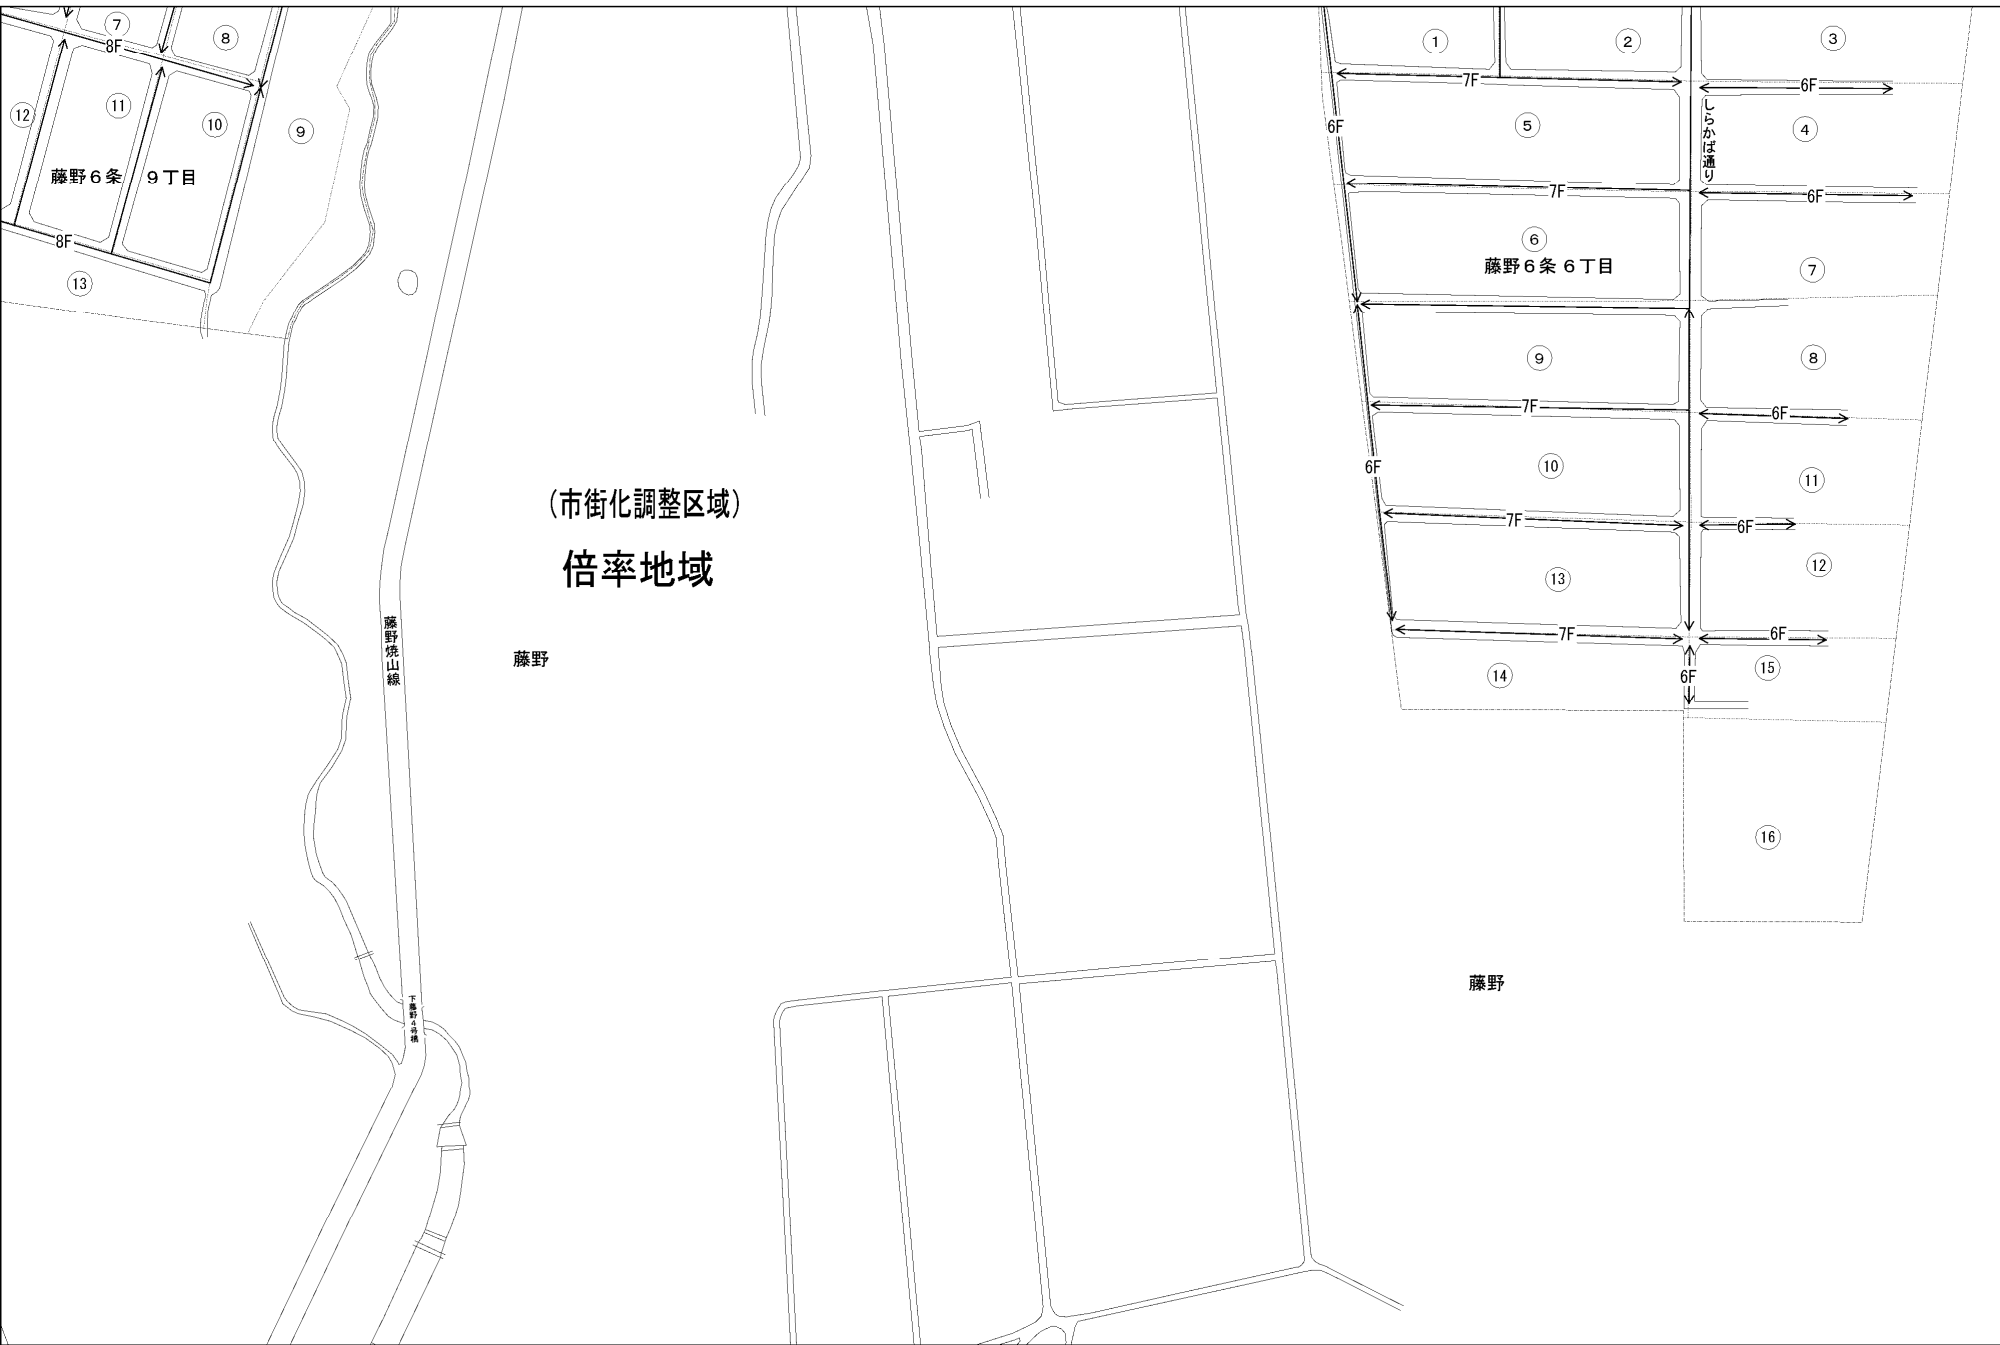 ⑦
8F
⑧
⑫
⑪
⑩
⑨
藤野６条　９丁目
8F
⑬
（市街化調整区域）
倍率地域
藤野焼山線
藤野
下藤野４号橋
①
②
③
7F
6F
6F
⑤
④
しらかば通り
7F
6F
⑥
藤野６条６丁目
⑦
⑨
⑧
7F
6F
6F
⑩
⑪
7F
6F
⑬
⑫
7F
6F
⑭
6F
⑮
⑯
藤野